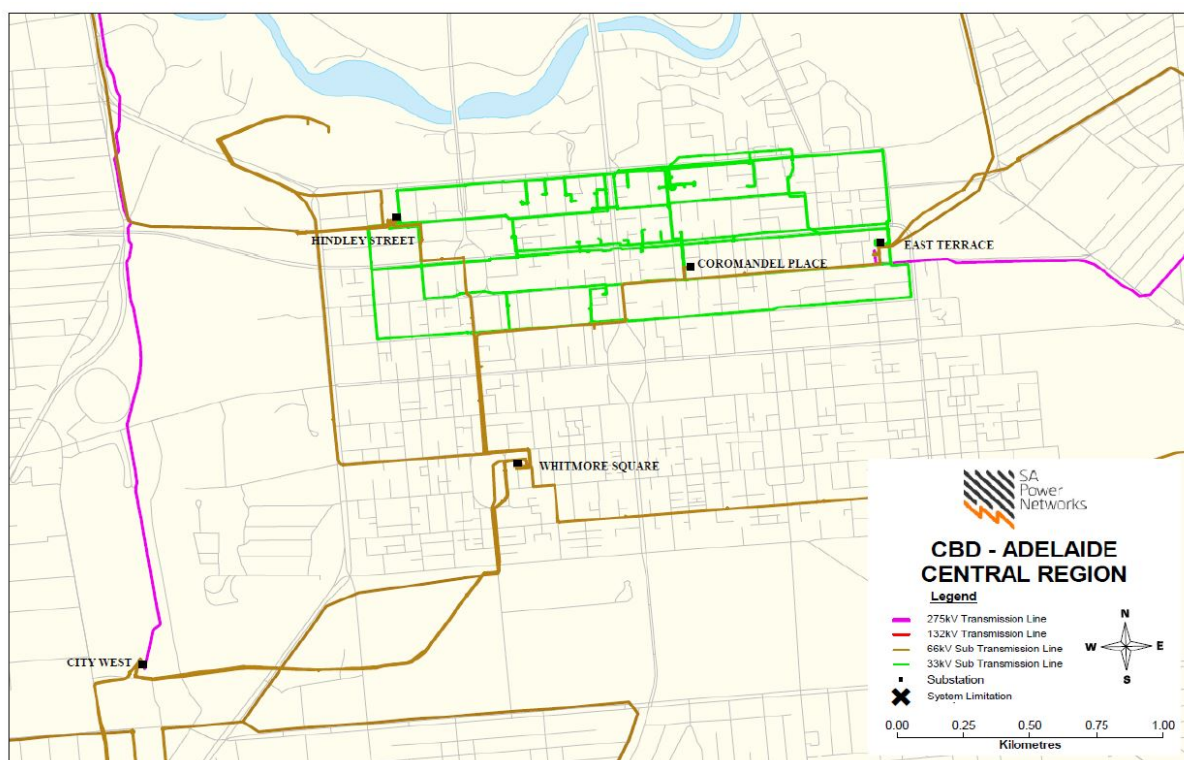 HINDLEY STREET
EAST TERRACE
COROMANDEL PLACE
WHITMORE SQUARE
CITY WEST
SA
Power
Networks
CBD - ADELAIDE
CENTRAL REGION
Legend
275kV Transmission Line
132kV Transmission Line
66kV Sub Transmission Line
33kV Sub Transmission Line
Substation
System Limitation
N
W
E
S
0.00 0.25 0.50 0.75 1.00
Kilometres